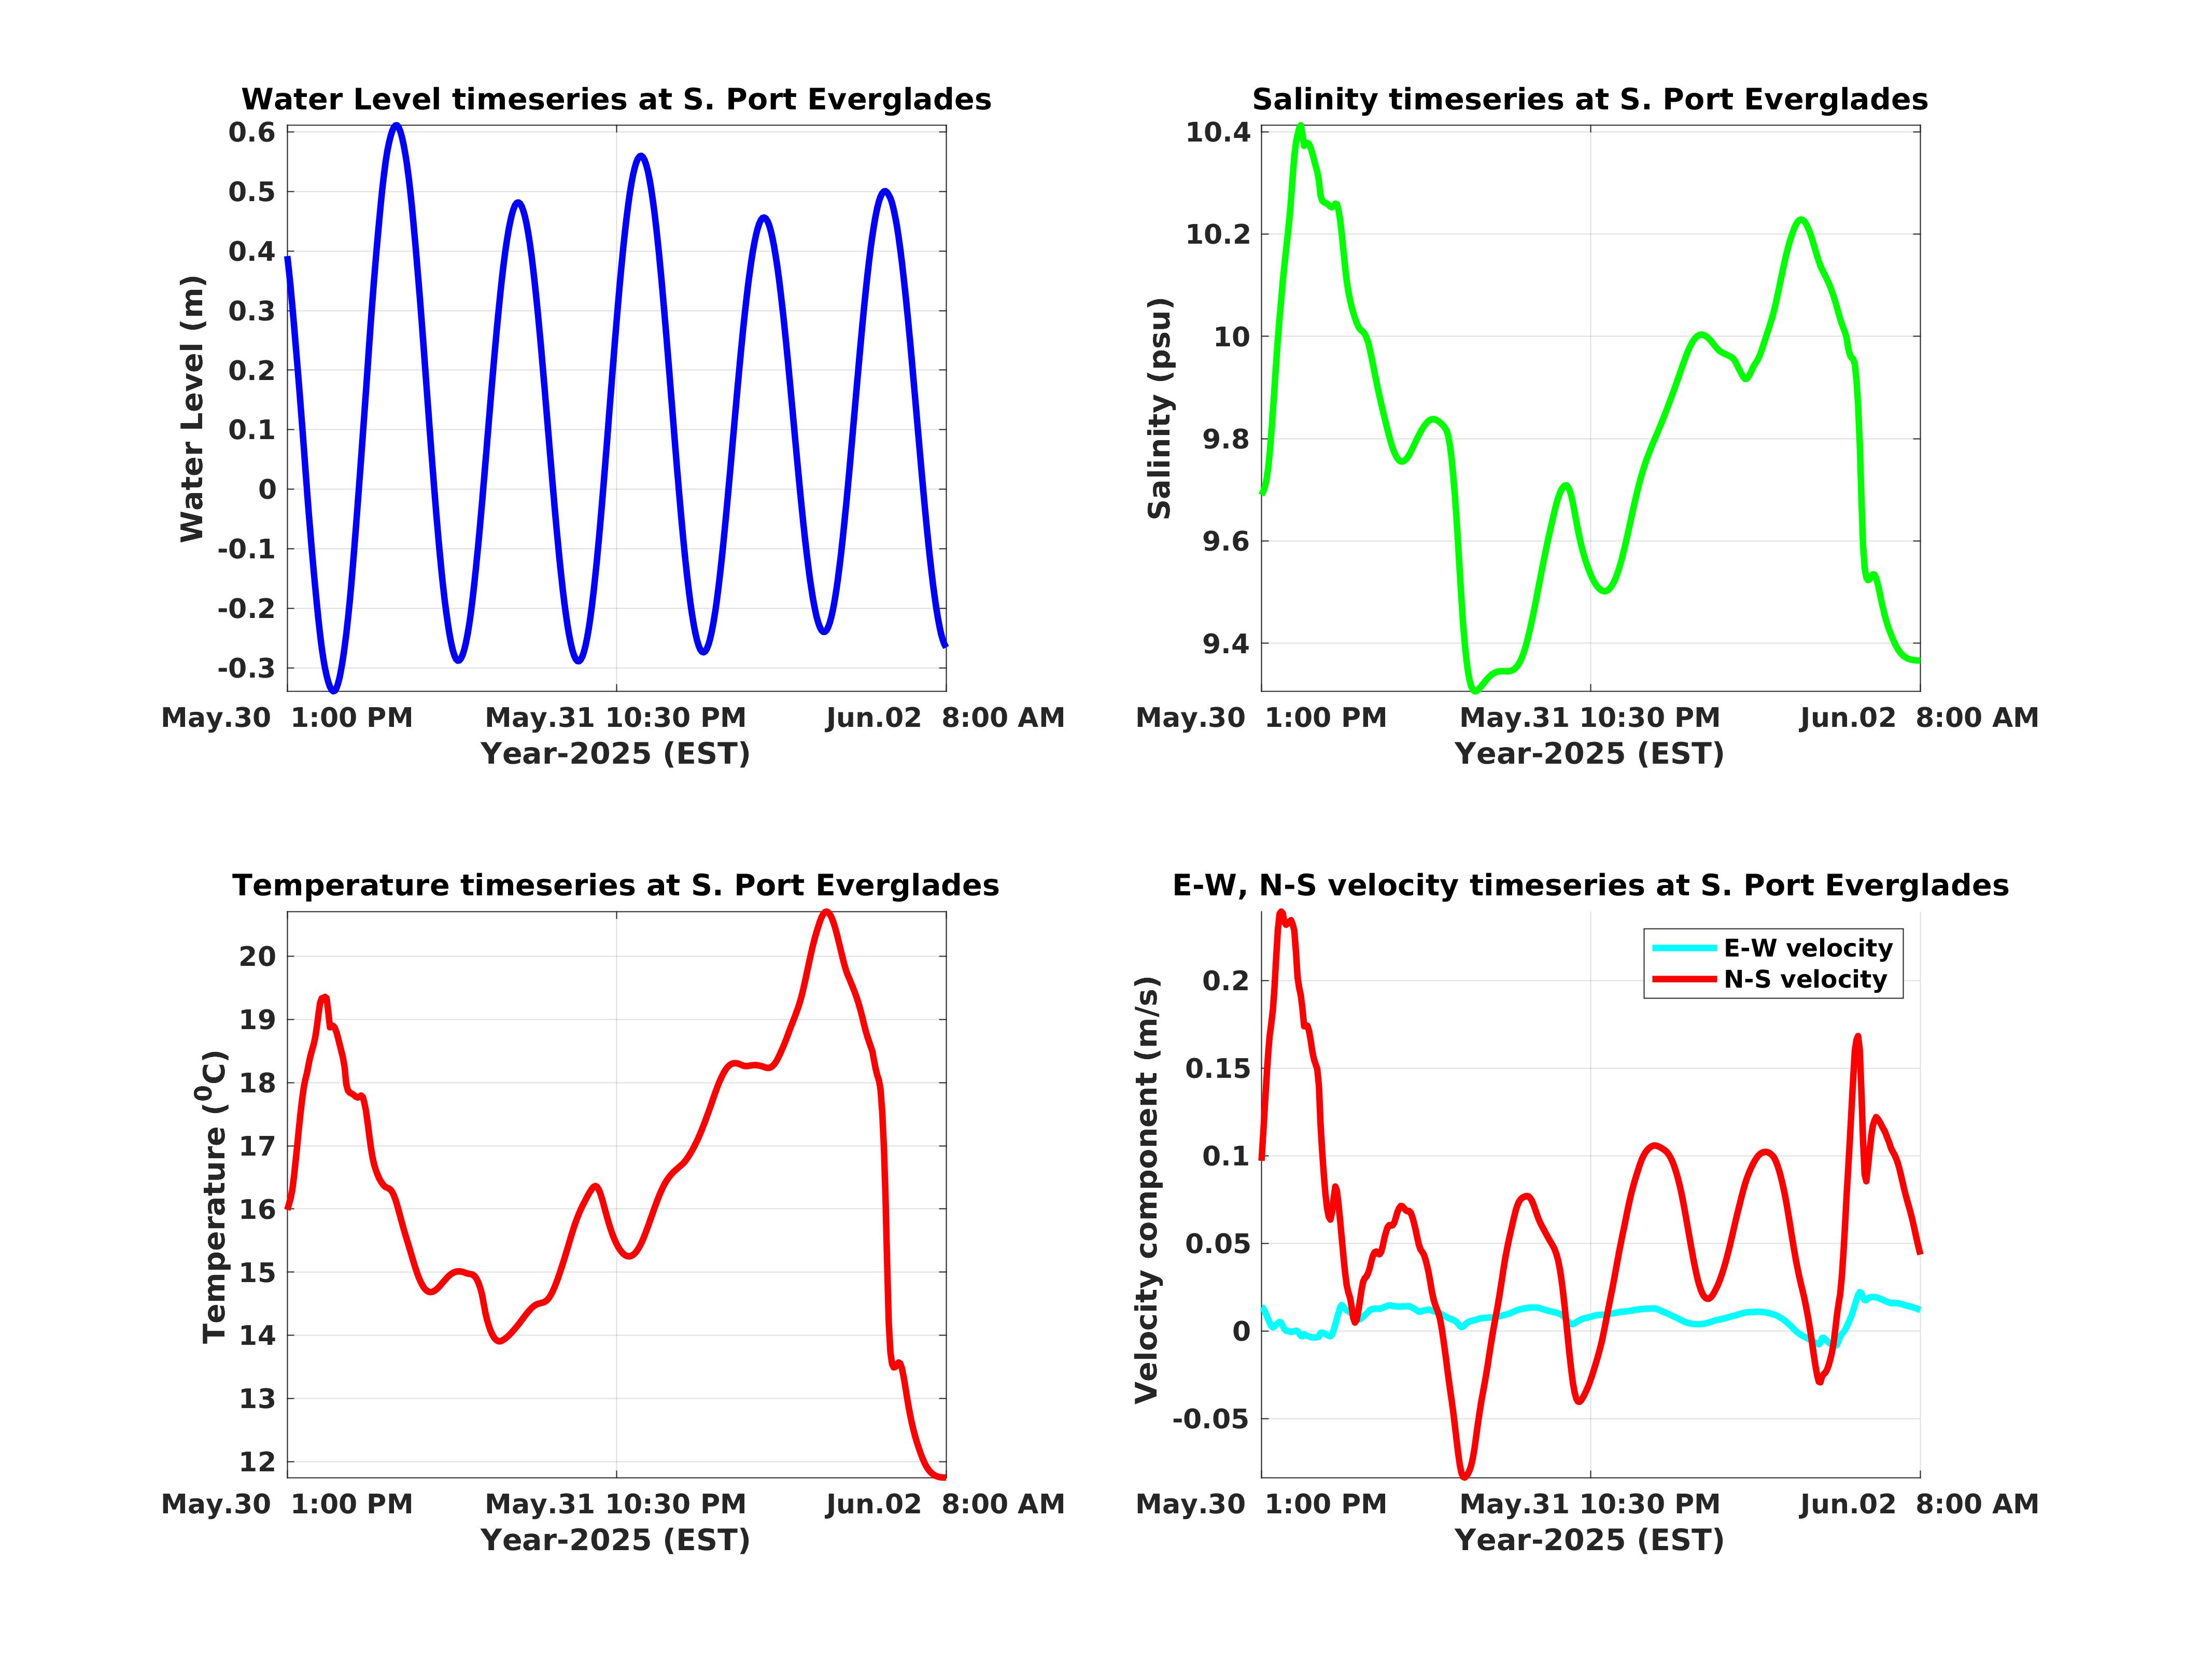 Water Level timeseries at S. Port Everglades
Water Level (m)
0.6
0.5
0.4
0.3
0.2
0.1
0
-0.1
-0.2
-0.3
May.30 1:00 PM
May.31 10:30 PM
Jun.02 8:00 AM
Year-2025 (EST)
Salinity timeseries at S. Port Everglades
Salinity (psu)
10.4
10.2
10
9.8
9.6
9.4
May.30 1:00 PM
May.31 10:30 PM
Jun.02 8:00 AM
Year-2025 (EST)
Temperature timeseries at S. Port Everglades
Temperature (⁰C)
20
19
18
17
16
15
14
13
12
May.30 1:00 PM
May.31 10:30 PM
Jun.02 8:00 AM
Year-2025 (EST)
E-W, N-S velocity timeseries at S. Port Everglades
Velocity component (m/s)
E-W velocity
N-S velocity
0.2
0.15
0.1
0.05
0
-0.05
May.30 1:00 PM
May.31 10:30 PM
Jun.02 8:00 AM
Year-2025 (EST)